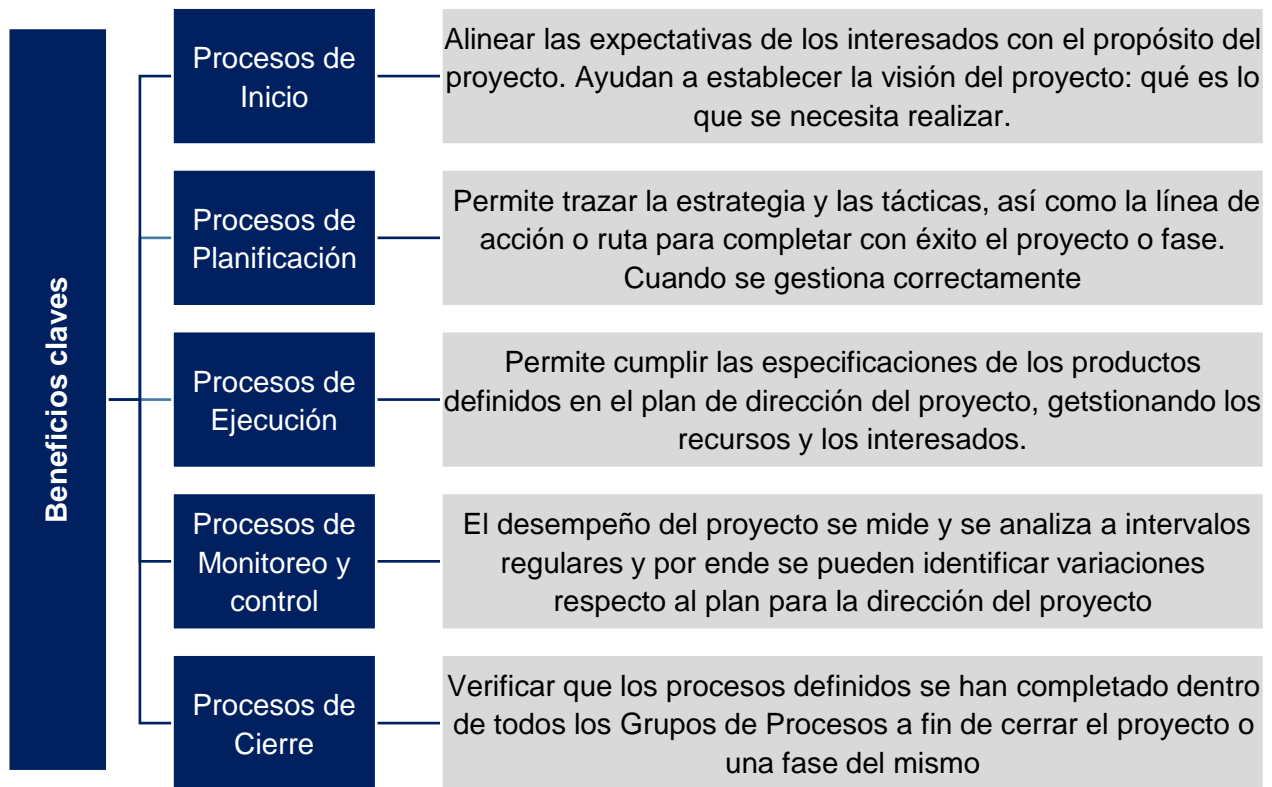 Beneficios claves
Procesos de
Inicio
Alinear las expectativas de los interesados con el propósito del
proyecto. Ayudan a establecer la visión del proyecto: qué es lo
que se necesita realizar.
Procesos de
Planificación
Permite trazar la estrategia y las tácticas, así como la línea de
acción o ruta para completar con éxito el proyecto o fase.
Cuando se gestiona correctamente
Procesos de
Ejecución
Permite cumplir las especificaciones de los productos
definidos en el plan de dirección del proyecto, getstionando los
recursos y los interesados.
Procesos de
Monitoreo y
control
El desempeño del proyecto se mide y se analiza a intervalos
regulares y por ende se pueden identificar variaciones
respecto al plan para la dirección del proyecto
Procesos de
Cierre
Verificar que los procesos definidos se han completado dentro
de todos los Grupos de Procesos a fin de cerrar el proyecto o
una fase del mismo